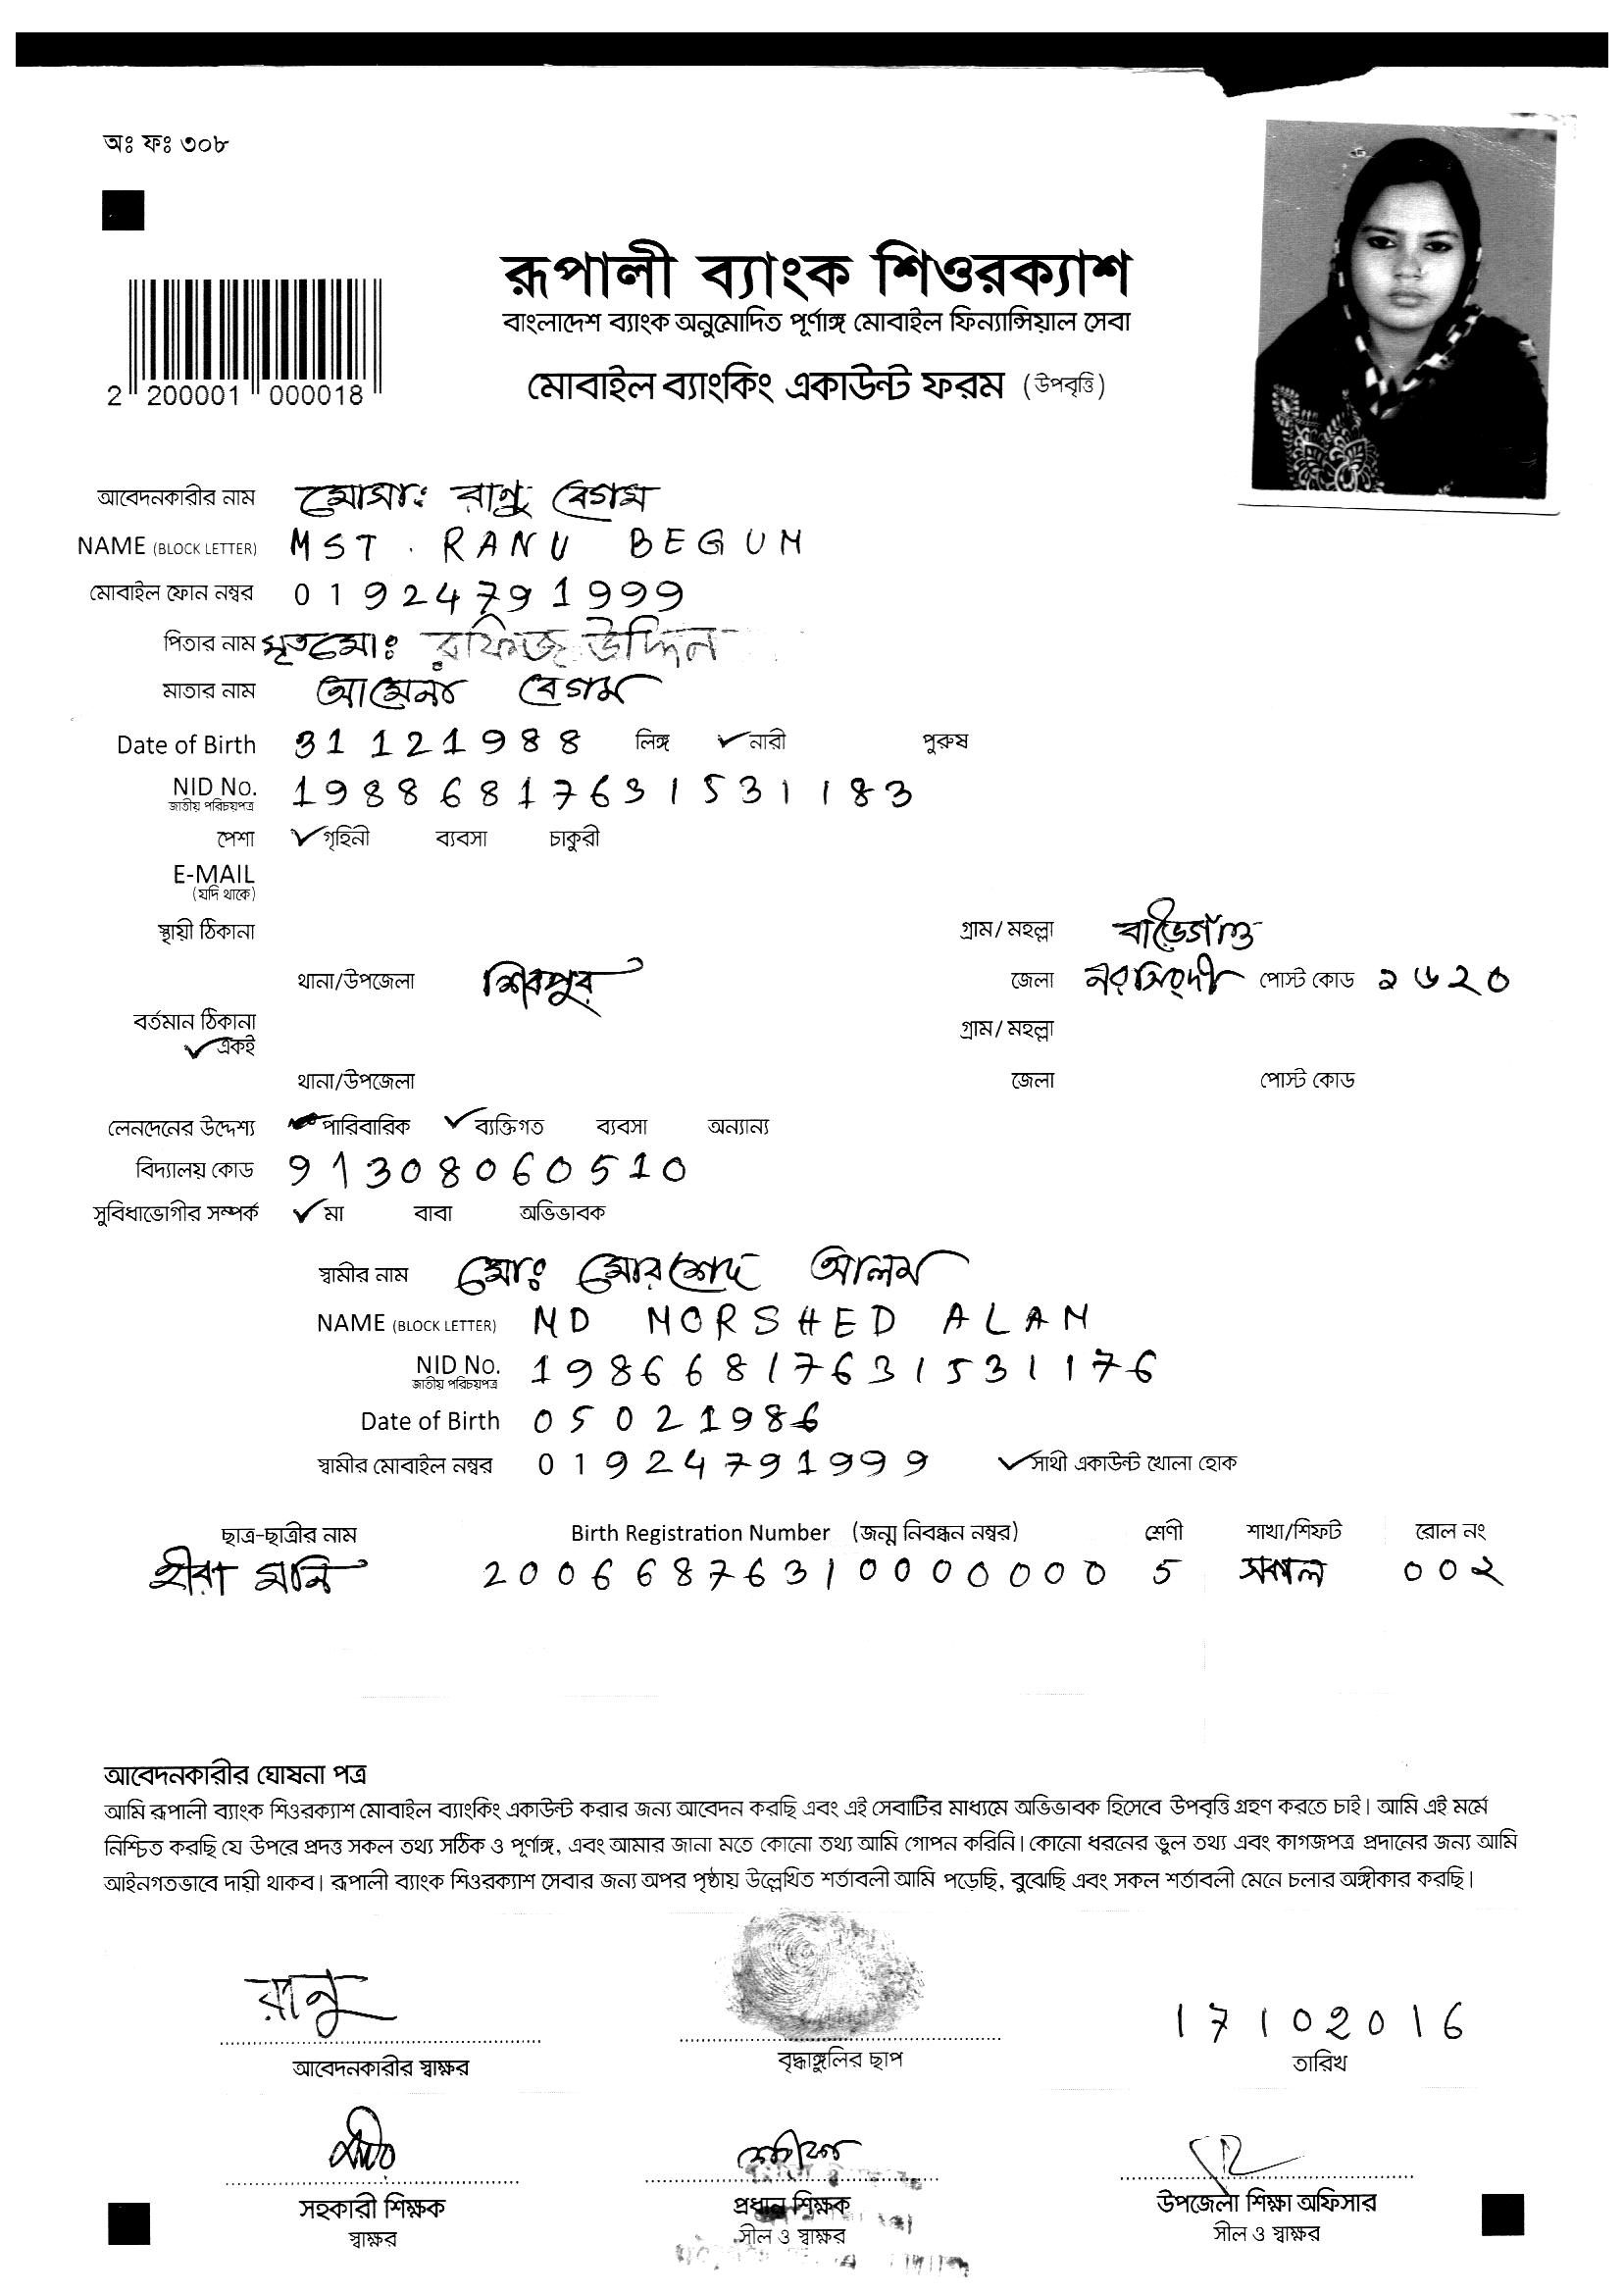 অঃ ফঃ ৩০৮
রূপালী ব্যাংক শিওরক্যাশ
বাংলাদেশ ব্যাংক অনুমোদিত পূর্ণাঙ্গ মোবাইল ফিন্যান্সিয়াল সেবা
মোবাইল ব্যাংকিং একাউন্ট ফরম (উপবৃত্তি)
2 200001 000018
আবেদনকারীর নাম মোসাঃ রানু বেগম
NAME (BLOCK LETTER) MST. RANU BEGUM
মোবাইল ফোন নম্বর 01924791999
পিতার নাম মৃত মোঃ রফিজ উদ্দিন
মাতার নাম আমেনা বেগম
Date of Birth 31 12 1988 লিঙ্গ ✓নারী পুরুষ
NID No. 19886817631531183
জাতীয় পরিচয়পত্র
পেশা ✓গৃহিনী ব্যবসা চাকুরী
E-MAIL
(যদি থাকে)
স্থায়ী ঠিকানা গ্রাম/ মহল্লা
থানা/উপজেলা শিবপুর জেলা নরসিংদী পোস্ট কোড ১৬২০
বর্তমান ঠিকানা গ্রাম/ মহল্লা
✓একই
থানা/উপজেলা জেলা পোস্ট কোড
লেনদেনের উদ্দেশ্য পারিবারিক ✓ব্যক্তিগত ব্যবসা অন্যান্য
বিদ্যালয় কোড 91308060510
সুবিধাভোগীর সম্পর্ক ✓মা বাবা অভিভাবক
স্বামীর নাম মোঃ মোরশেদ আলম
NAME (BLOCK LETTER) MD MORSHED ALAM
NID No. 19866817631531176
জাতীয় পরিচয়পত্র
Date of Birth 05021986
স্বামীর মোবাইল নম্বর 01924791999 ✓সাথী একাউন্ট খোলা হোক
ছাত্র-ছাত্রীর নাম Birth Registration Number (জন্ম নিবন্ধন নম্বর) শ্রেণী শাখা/শিফট রোল নং
হীরা মনি 20066876310000000 5 সকাল 00২
আবেদনকারীর ঘোষনা পত্র
আমি রূপালী ব্যাংক শিওরক্যাশ মোবাইল ব্যাংকিং একাউন্ট করার জন্য আবেদন করছি এবং এই সেবাটির মাধ্যমে অভিভাবক হিসেবে উপবৃত্তি গ্রহণ করতে চাই। আমি এই মর্মে
নিশ্চিত করছি যে উপরে প্রদত্ত সকল তথ্য সঠিক ও পূর্ণাঙ্গ, এবং আমার জানা মতে কোনো তথ্য আমি গোপন করিনি। কোনো ধরনের ভুল তথ্য এবং কাগজপত্র প্রদানের জন্য আমি
আইনগতভাবে দায়ী থাকব। রূপালী ব্যাংক শিওরক্যাশ সেবার জন্য অপর পৃষ্ঠায় উল্লেখিত শর্তাবলী আমি পড়েছি, বুঝেছি এবং সকল শর্তাবলী মেনে চলার অঙ্গীকার করছি।
রানু 17102016
আবেদনকারীর স্বাক্ষর বৃদ্ধাঙ্গুলির ছাপ তারিখ
সহকারী শিক্ষক প্রধান শিক্ষক উপজেলা শিক্ষা অফিসার
স্বাক্ষর সীল ও স্বাক্ষর সীল ও স্বাক্ষর